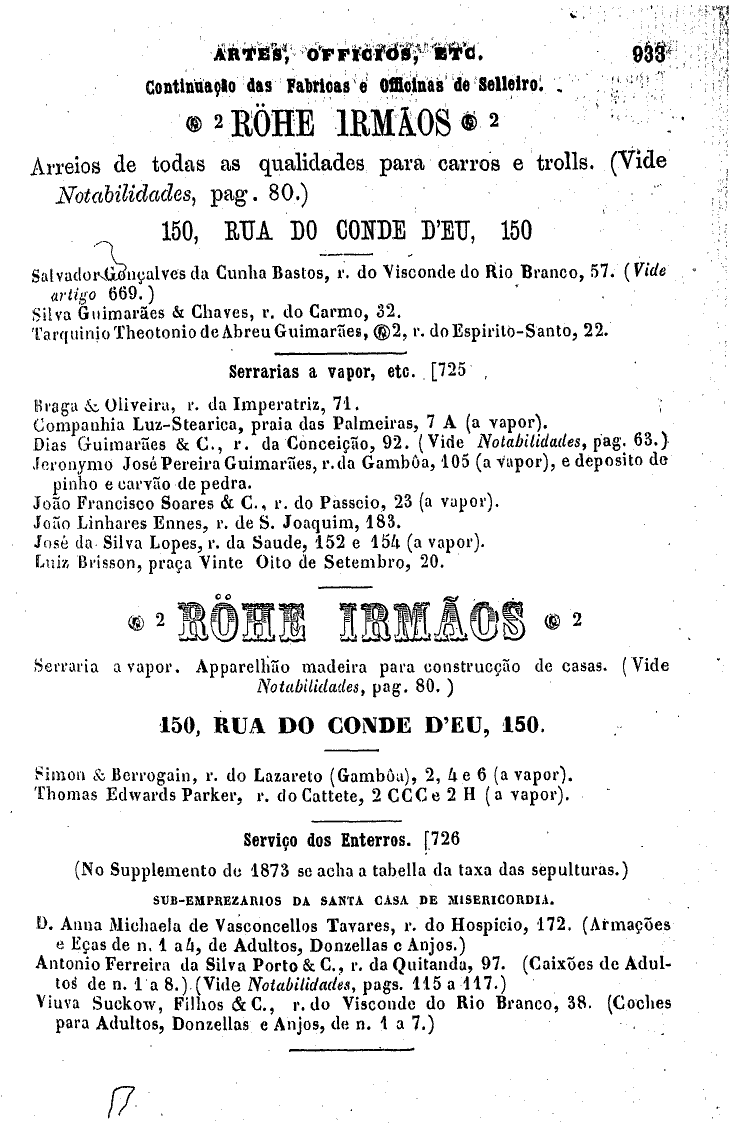 ARTES, OFFICIOS, ETC. 933
Continuação das Fabricas e Officinas de Selleiro.
2 RÖHE IRMÃOS 2
Arreios de todas as qualidades para carros e trolls. (Vide
Notabilidades, pag. 80.)
150, RUA DO CONDE D'EU, 150
Salvador Gonçalves da Cunha Bastos, r. do Visconde do Rio Branco, 57. (Vide
artigo 669.)
Silva Guimarães & Chaves, r. do Carmo, 32.
Tarquinio Theotonio de Abreu Guimarães, 2, r. do Espirito-Santo, 22.
Serrarias a vapor, etc. [725
Braga & Oliveira, r. da Imperatriz, 71.
Companhia Luz-Stearica, praia das Palmeiras, 7 A (a vapor).
Dias Guimarães & C., r. da Conceição, 92. (Vide Notabilidades, pag. 63.)
Jeronymo José Pereira Guimarães, r. da Gambôa, 105 (a vapor), e deposito de
pinho e carvão de pedra.
João Francisco Soares & C., r. do Passeio, 23 (a vapor).
João Linhares Ennes, r. de S. Joaquim, 183.
José da Silva Lopes, r. da Saude, 152 e 154 (a vapor).
Luiz Brisson, praça Vinte Oito de Setembro, 20.
2 RÖHE IRMÃOS 2
Serraria a vapor. Apparelhão madeira para construcção de casas. (Vide
Notabilidades, pag. 80.)
150, RUA DO CONDE D'EU, 150.
Simon & Berrogain, r. do Lazareto (Gambôa), 2, 4 e 6 (a vapor).
Thomas Edwards Parker, r. do Cattete, 2 CCC e 2 H (a vapor).
Serviço dos Enterros. [726
(No Supplemento de 1873 se acha a tabella da taxa das sepulturas.)
SUB-EMPREZARIOS DA SANTA CASA DE MISERICORDIA.
D. Anna Michaela de Vasconcellos Tavares, r. do Hospicio, 172. (Armações
e Eças de n. 1 a 4, de Adultos, Donzellas e Anjos.)
Antonio Ferreira da Silva Porto & C., r. da Quitanda, 97. (Caixões de Adul-
tos de n. 1 a 8.) (Vide Notabilidades, pags. 115 a 117.)
Viuva Suckow, Filhos & C., r. do Visconde do Rio Branco, 38. (Coches
para Adultos, Donzellas e Anjos, de n. 1 a 7.)